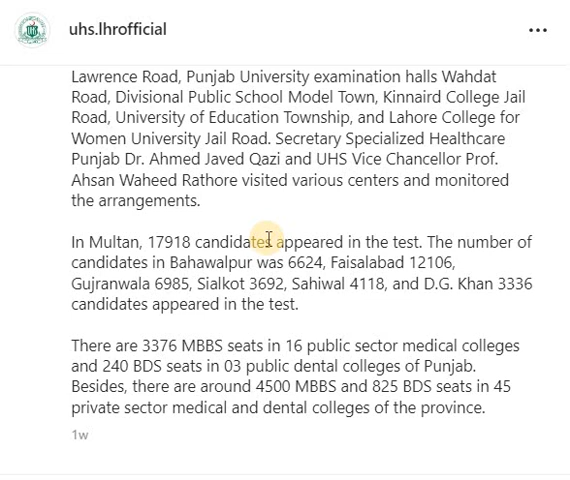 uhs.lhrofficial
Lawrence Road, Punjab University examination halls Wahdat
Road, Divisional Public School Model Town, Kinnaird College Jail
Road, University of Education Township, and Lahore College for
Women University Jail Road. Secretary Specialized Healthcare
Punjab Dr. Ahmed Javed Qazi and UHS Vice Chancellor Prof.
Ahsan Waheed Rathore visited various centers and monitored
the arrangements.
In Multan, 17918 candidates appeared in the test. The number of
candidates in Bahawalpur was 6624, Faisalabad 12106,
Gujranwala 6985, Sialkot 3692, Sahiwal 4118, and D.G. Khan 3336
candidates appeared in the test.
There are 3376 MBBS seats in 16 public sector medical colleges
and 240 BDS seats in 03 public dental colleges of Punjab.
Besides, there are around 4500 MBBS and 825 BDS seats in 45
private sector medical and dental colleges of the province.
1w